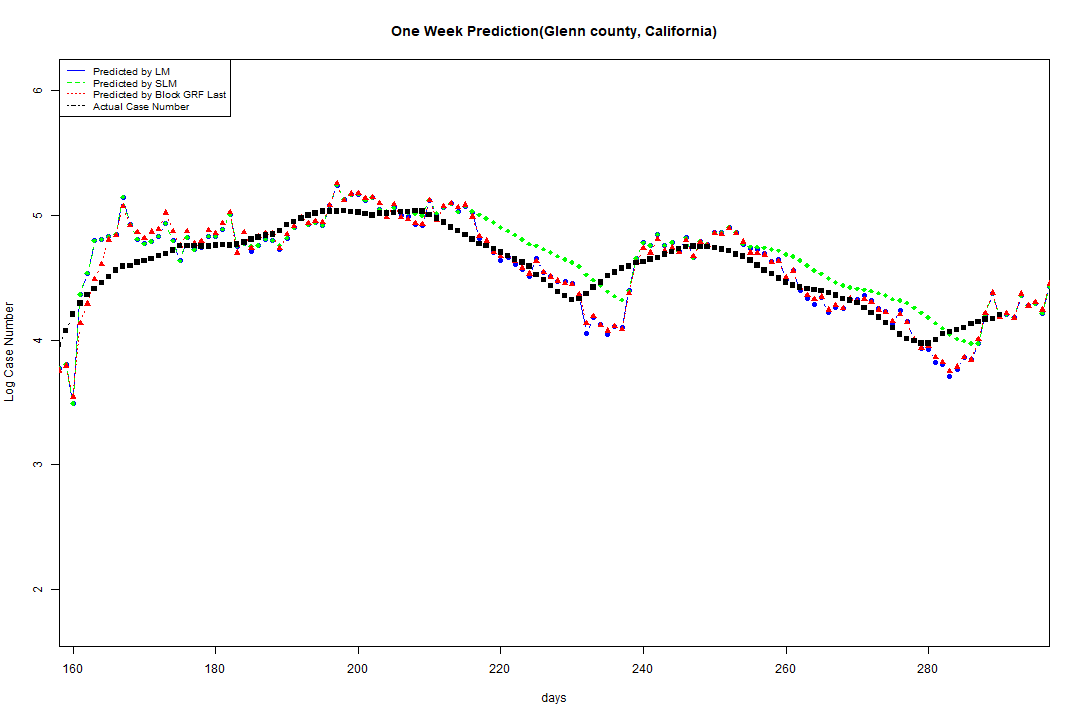 One Week Prediction(Glenn county, California)
Predicted by LM
Predicted by SLM
Predicted by Block GRF Last
Actual Case Number
6
5
4
3
2
Log Case Number
160 180 200 220 240 260 280
days